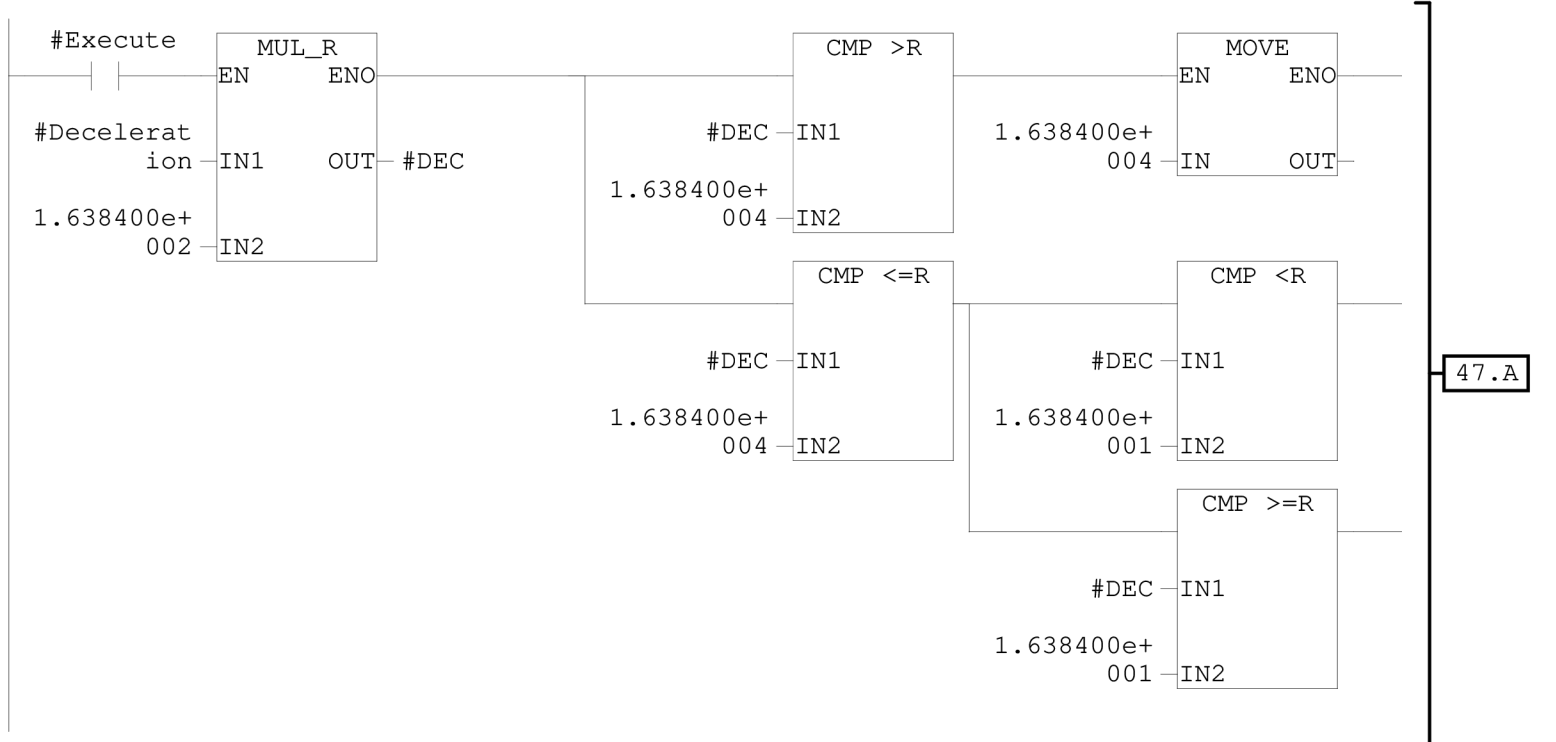 #Execute
MUL_R
CMP >R
MOVE
EN ENO
EN ENO
#Decelerat
ion
IN1 OUT #DEC
#DEC IN1
1.638400e+
004 IN OUT
1.638400e+
004 IN2
1.638400e+
002 IN2
CMP <=R
CMP <R
#DEC IN1
#DEC IN1
47.A
1.638400e+
004 IN2
1.638400e+
001 IN2
CMP >=R
#DEC IN1
1.638400e+
001 IN2